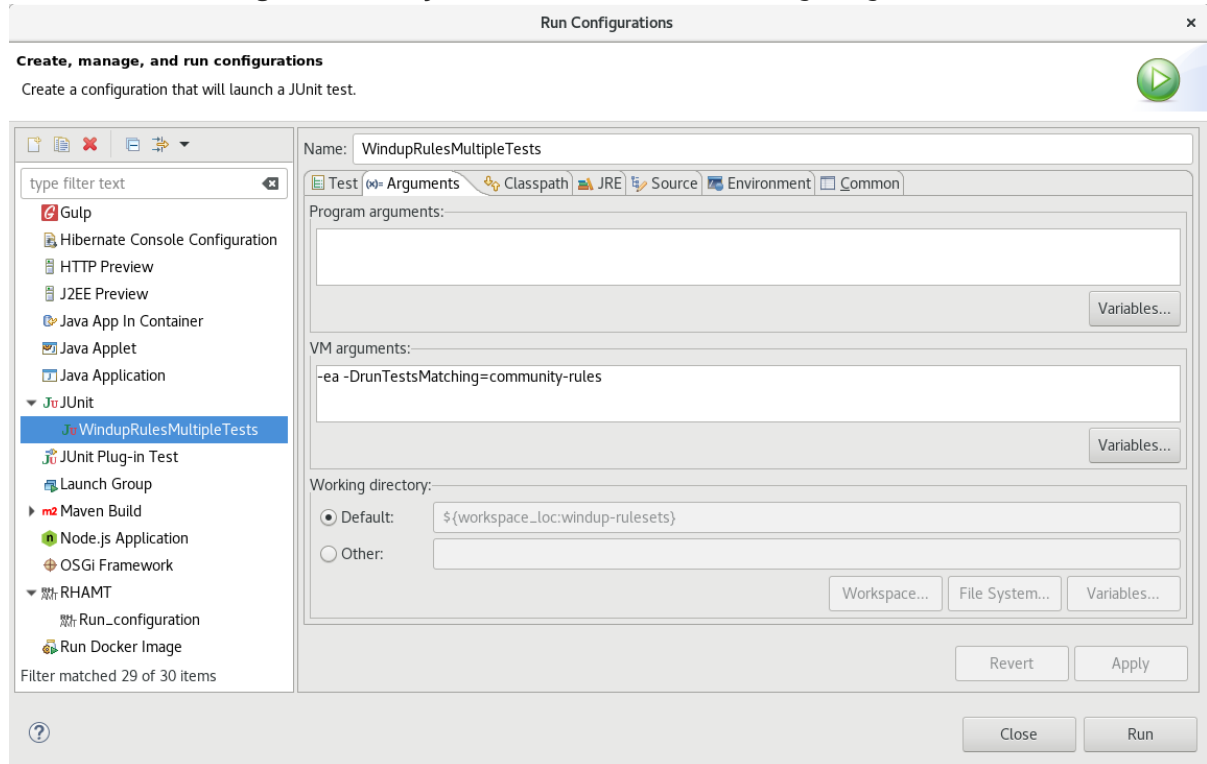 Run Configurations
Create, manage, and run configurations
Create a configuration that will launch a JUnit test.
type filter text
Gulp
Hibernate Console Configuration
HTTP Preview
J2EE Preview
Java App In Container
Java Applet
Java Application
Ju JUnit
Ju WindupRulesMultipleTests
JUnit Plug-in Test
Launch Group
m2 Maven Build
Node.js Application
OSGi Framework
RHAMT
Run_configuration
Run Docker Image
Filter matched 29 of 30 items
Name: WindupRulesMultipleTests
Test (x)= Arguments Classpath JRE Source Environment Common
Program arguments:
Variables...
VM arguments:
-ea -DrunTestsMatching=community-rules
Variables...
Working directory:
Default: ${workspace_loc:windup-rulesets}
Other:
Workspace... File System... Variables...
Revert Apply
? Close Run